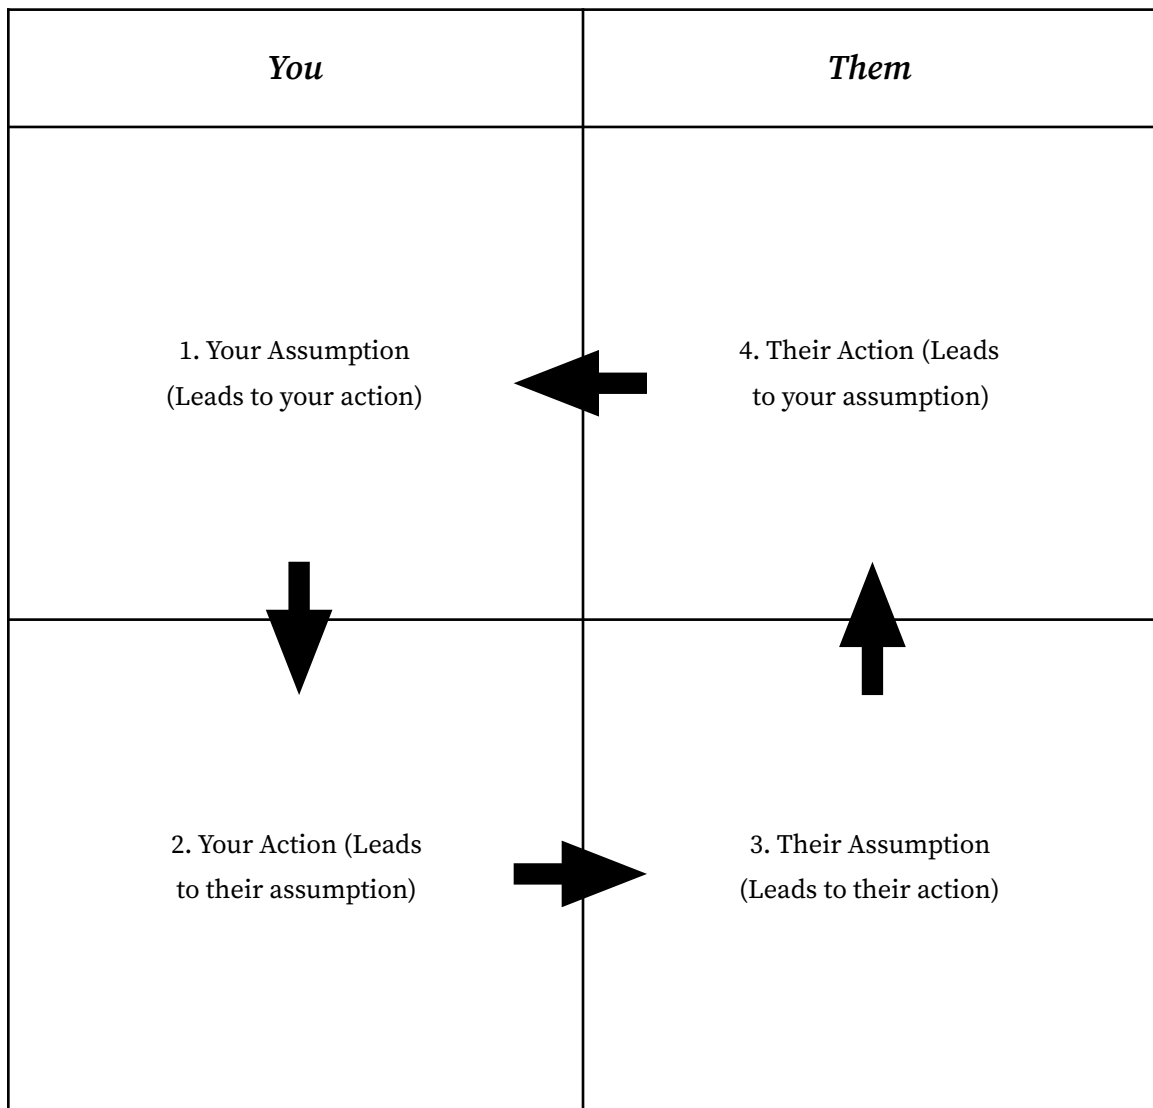 You
Them
1. Your Assumption
(Leads to your action)
4. Their Action (Leads
to your assumption)
2. Your Action (Leads
to their assumption)
3. Their Assumption
(Leads to their action)